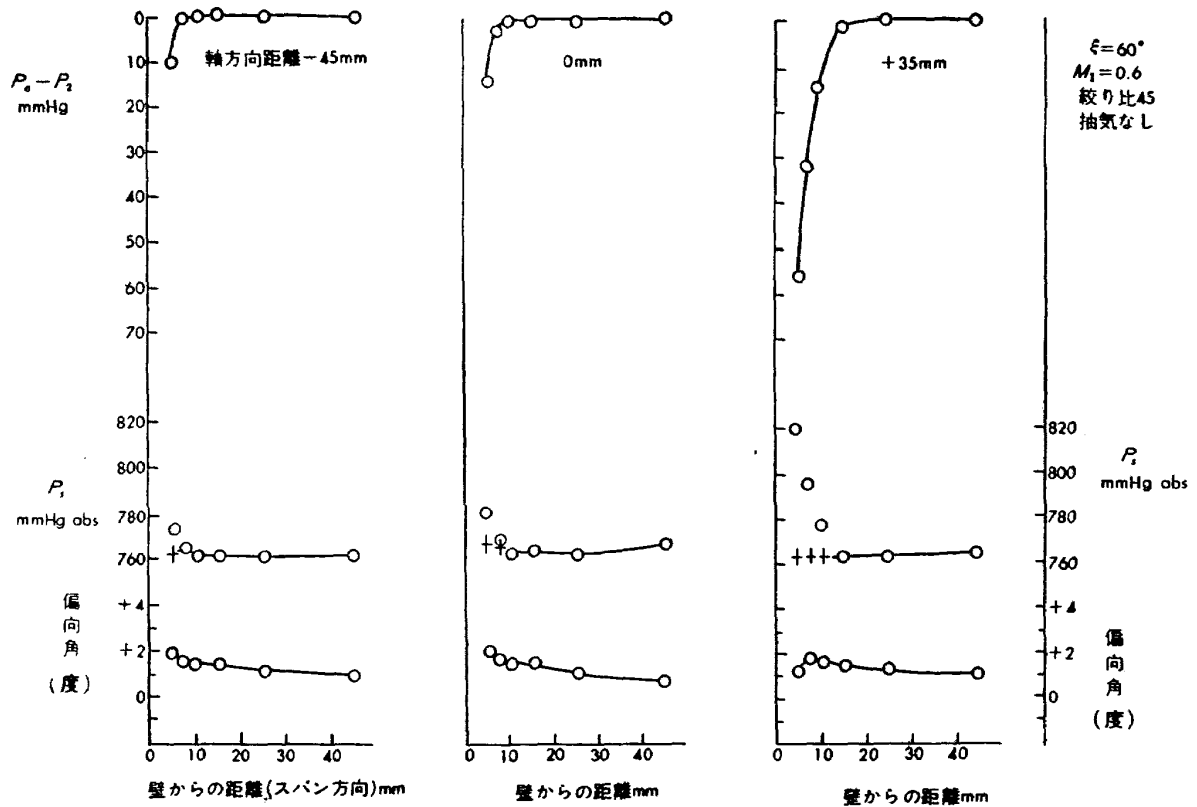 0
10
20
30
40
50
60
70
P₀－P₂
mmHg
軸方向距離－45mm
0mm
+35mm
ξ=60°
M₁=0.6
絞り比45
抽気なし
820
800
780
760
Pₛ
mmHg abs
820
800
780
760
Pₛ
mmHg abs
+4
+2
0
偏向角
(度)
+4
+2
0
偏向角
(度)
0 10 20 30 40
0 10 20 30 40
0 10 20 30 40
壁からの距離(スパン方向)mm
壁からの距離mm
壁からの距離mm